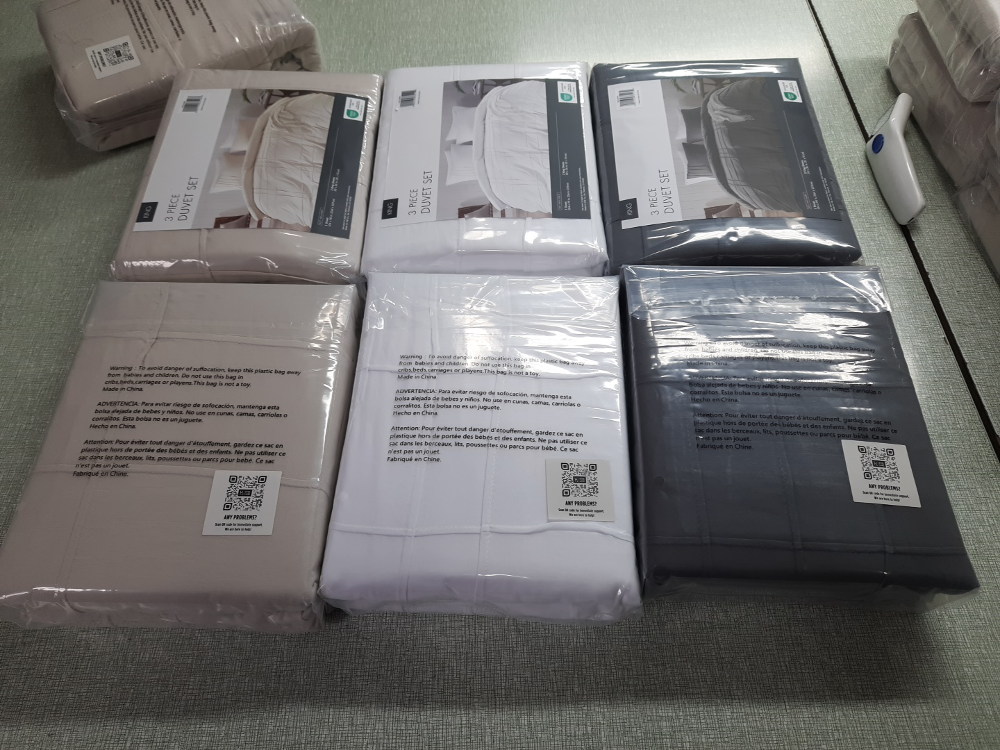 KING
3 PIECE
DUVET SET
KING
3 PIECE
DUVET SET
KING
3 PIECE
DUVET SET
Warning : To avoid danger of suffocation, keep this plastic bag away
from babies and children. Do not use this bag in
cribs,beds,carriages or playens.This bag is not a toy.
Made in China.
ADVERTENCIA: Para evitar riesgo de sofocación, mantenga esta
bolsa alejada de bebes y niños. No use en cunas, camas, carriolas o
corralitos. Esta bolsa no es un juguete.
Hecho en China.
Attention: Pour éviter tout danger d'étouffement, gardez ce sac en
plastique hors de portée des bébés et des enfants. Ne pas utiliser ce
sac dans les berceaux, lits, poussettes ou parcs pour bébé. Ce sac
n'est pas un jouet.
Fabriqué en Chine.
ANY PROBLEMS?
Scan QR code for immediate support.
We are here to help!
Warning : To avoid danger of suffocation, keep this plastic bag away
from babies and children. Do not use this bag in
cribs,beds,carriages or playens.This bag is not a toy.
Made in China.
ADVERTENCIA: Para evitar riesgo de sofocación, mantenga esta
bolsa alejada de bebes y niños. No use en cunas, camas, carriolas o
corralitos. Esta bolsa no es un juguete.
Hecho en China.
Attention: Pour éviter tout danger d'étouffement, gardez ce sac en
plastique hors de portée des bébés et des enfants. Ne pas utiliser ce
sac dans les berceaux, lits, poussettes ou parcs pour bébé. Ce sac
n'est pas un jouet.
Fabriqué en Chine.
ANY PROBLEMS?
Scan QR code for immediate support.
We are here to help!
Warning : To avoid danger of suffocation, keep this plastic bag away
from babies and children. Do not use this bag in
cribs,beds,carriages or playens.This bag is not a toy.
Made in China.
ADVERTENCIA: Para evitar riesgo de sofocación, mantenga esta
bolsa alejada de bebes y niños. No use en cunas, camas, carriolas o
corralitos. Esta bolsa no es un juguete.
Hecho en China.
Attention: Pour éviter tout danger d'étouffement, gardez ce sac en
plastique hors de portée des bébés et des enfants. Ne pas utiliser ce
sac dans les berceaux, lits, poussettes ou parcs pour bébé. Ce sac
n'est pas un jouet.
Fabriqué en Chine.
ANY PROBLEMS?
Scan QR code for immediate support.
We are here to help!